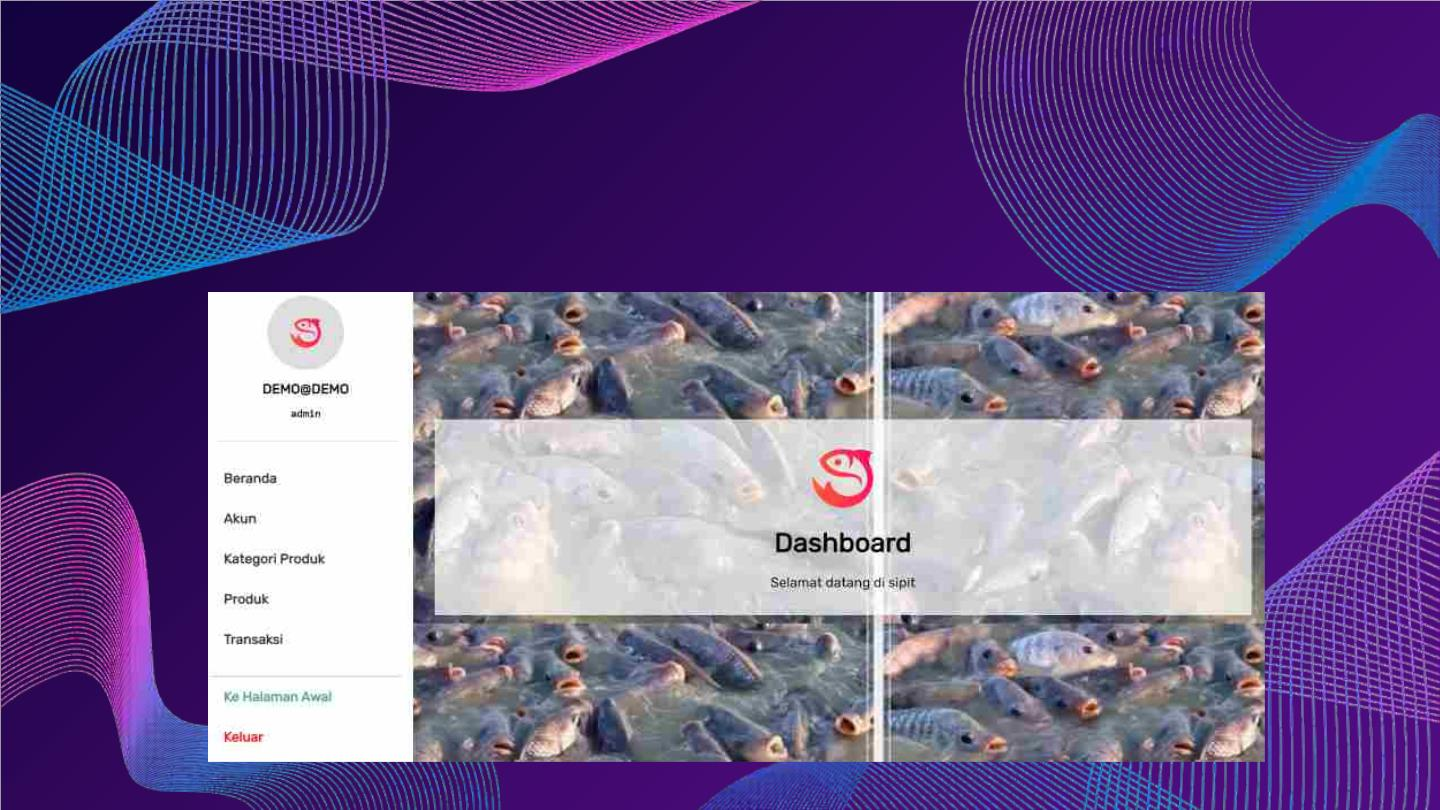 DEMO@DEMO
admin
Beranda
Akun
Kategori Produk
Produk
Transaksi
Ke Halaman Awal
Keluar
Dashboard
Selamat datang di sipit